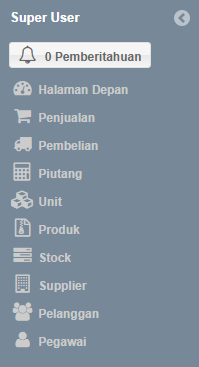 Super User
0 Pemberitahuan
Halaman Depan
Penjualan
Pembelian
Piutang
Unit
Produk
Stock
Supplier
Pelanggan
Pegawai